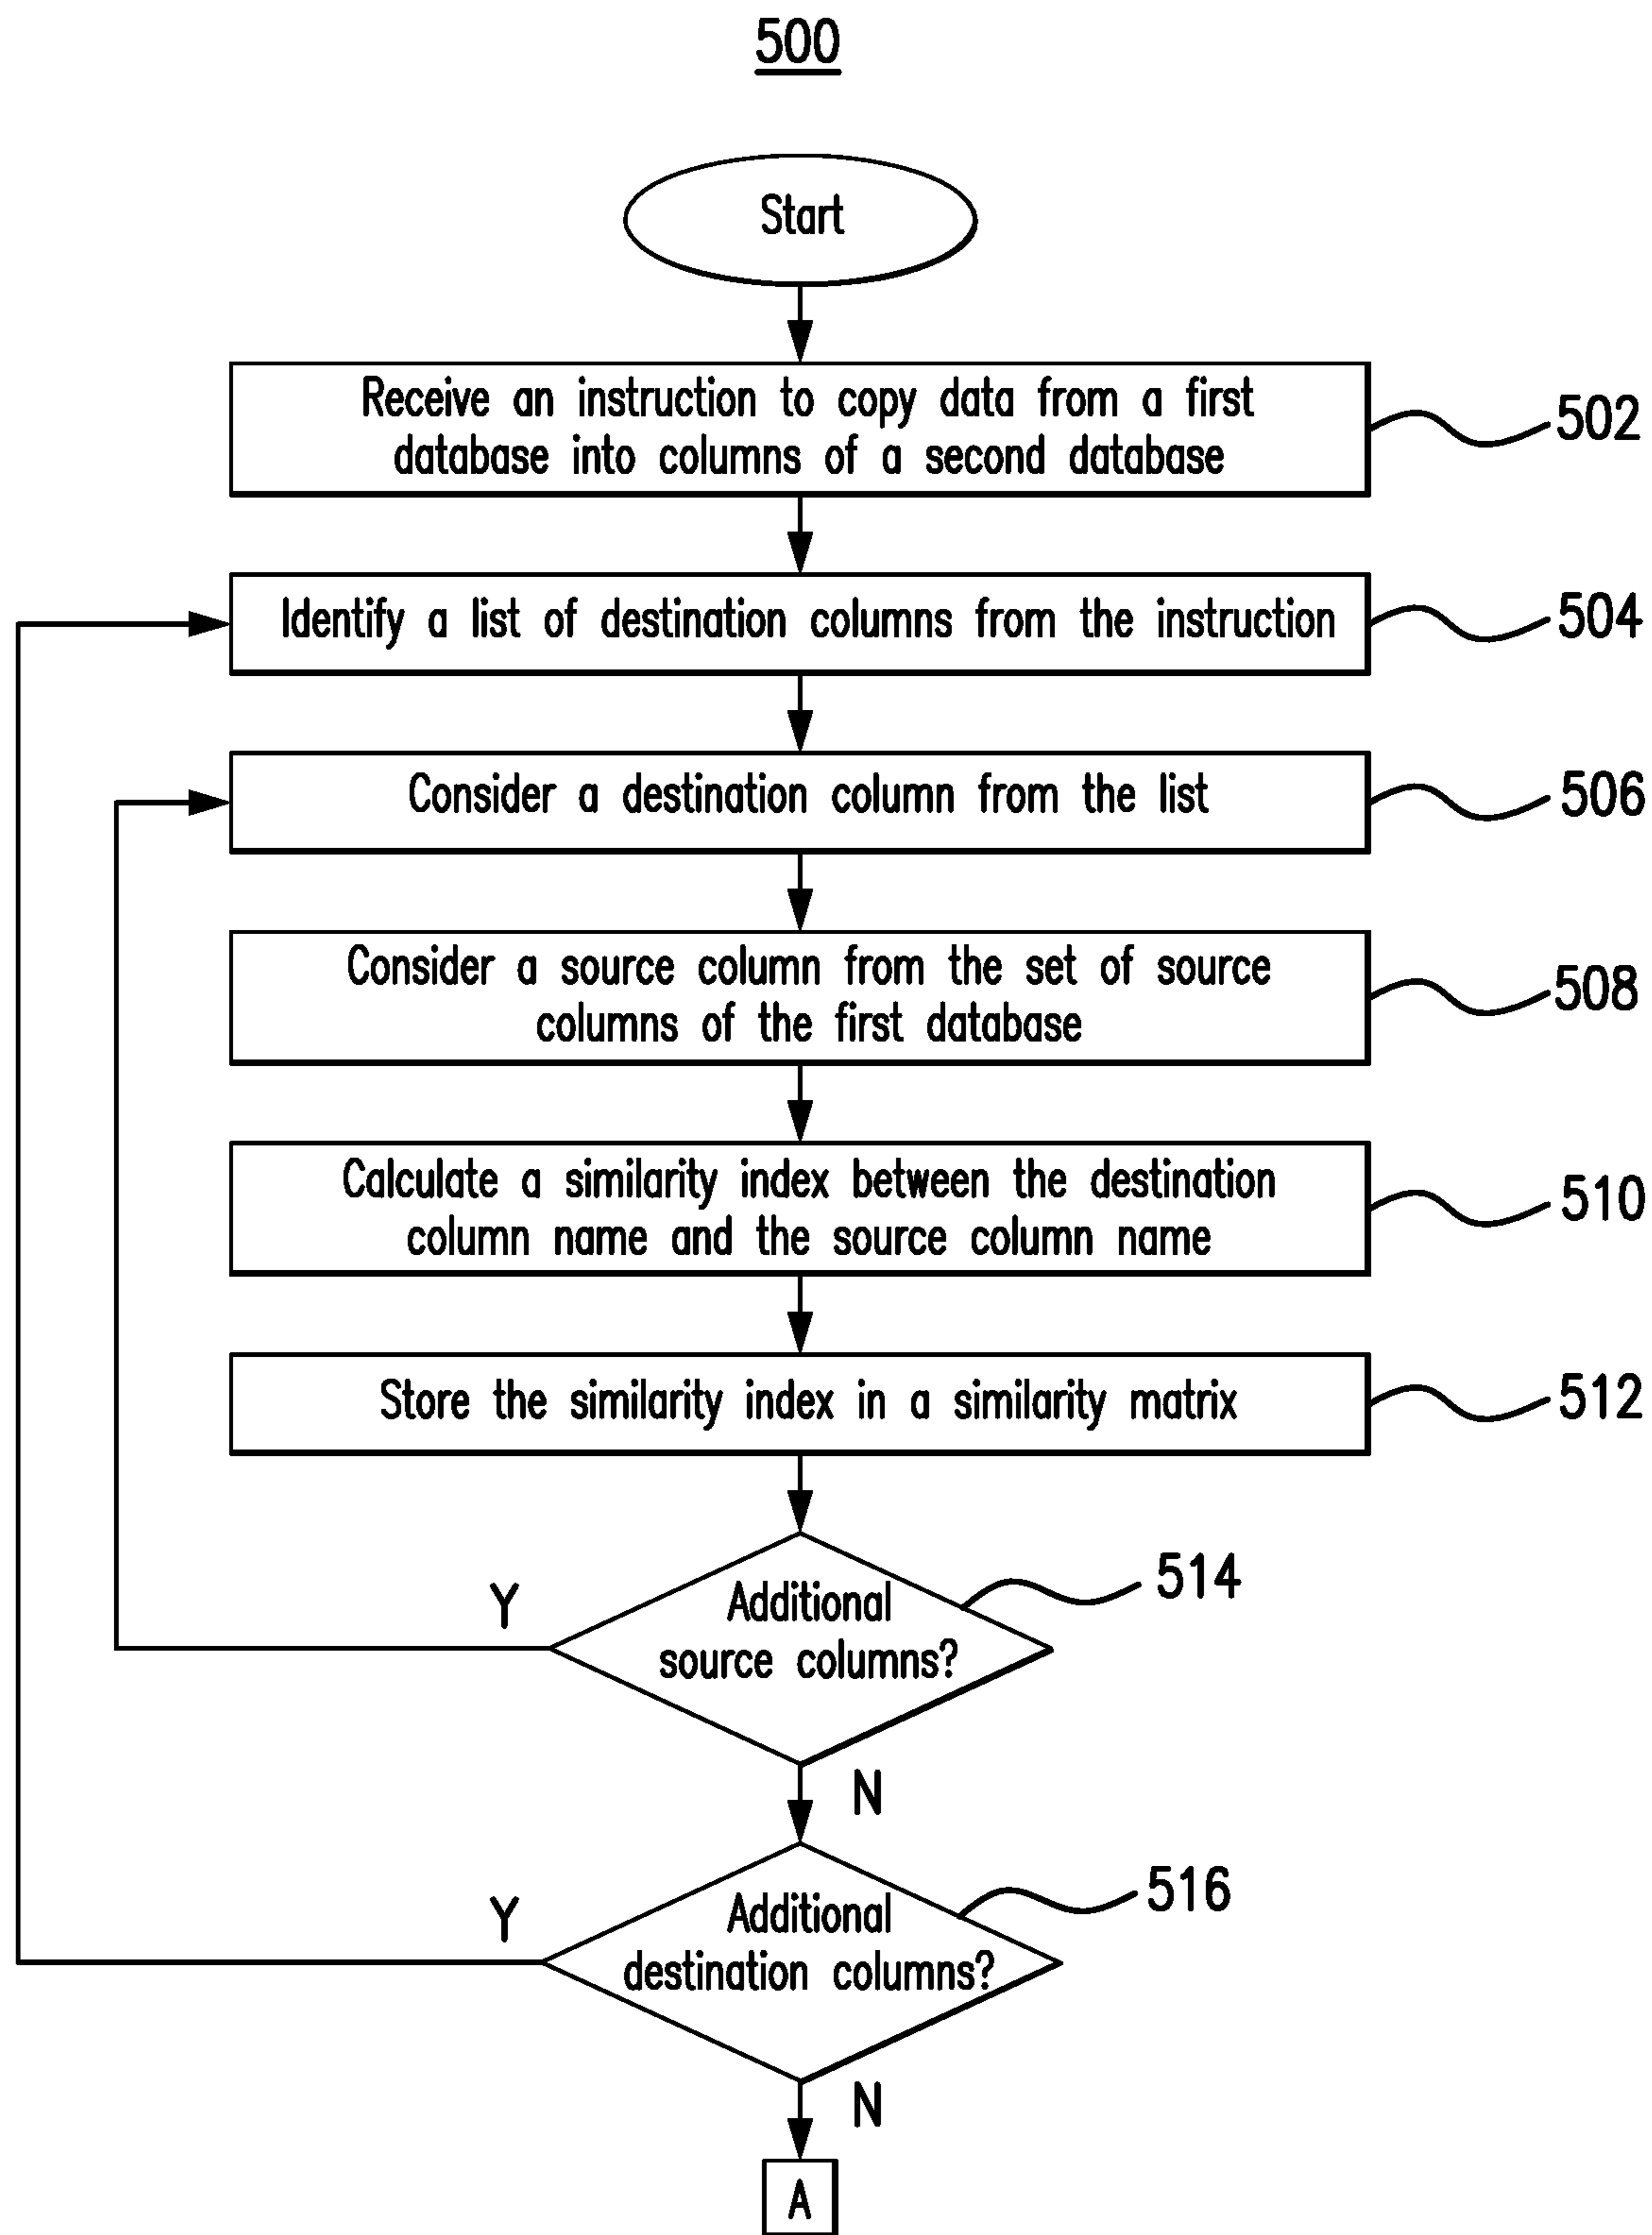 500
Start
Receive an instruction to copy data from a first
database into columns of a second database
502
Identify a list of destination columns from the instruction
504
Consider a destination column from the list
506
Consider a source column from the set of source
columns of the first database
508
Calculate a similarity index between the destination
column name and the source column name
510
Store the similarity index in a similarity matrix
512
Additional
source columns?
514
Y
N
Additional
destination columns?
516
Y
N
A